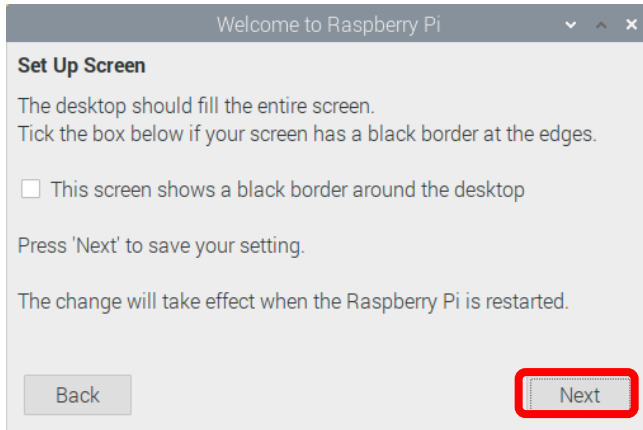 Welcome to Raspberry Pi
Set Up Screen
The desktop should fill the entire screen.
Tick the box below if your screen has a black border at the edges.
This screen shows a black border around the desktop
Press 'Next' to save your setting.
The change will take effect when the Raspberry Pi is restarted.
Back
Next